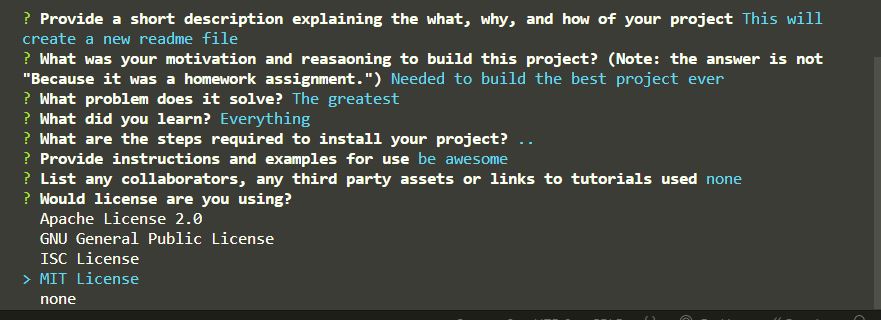 ? Provide a short description explaining the what, why, and how of your project This will
create a new readme file
? What was your motivation and reasaoning to build this project? (Note: the answer is not
"Because it was a homework assignment.") Needed to build the best project ever
? What problem does it solve? The greatest
? What did you learn? Everything
? What are the steps required to install your project? ..
? Provide instructions and examples for use be awesome
? List any collaborators, any third party assets or links to tutorials used none
? Would license are you using?
Apache License 2.0
GNU General Public License
ISC License
> MIT License
none